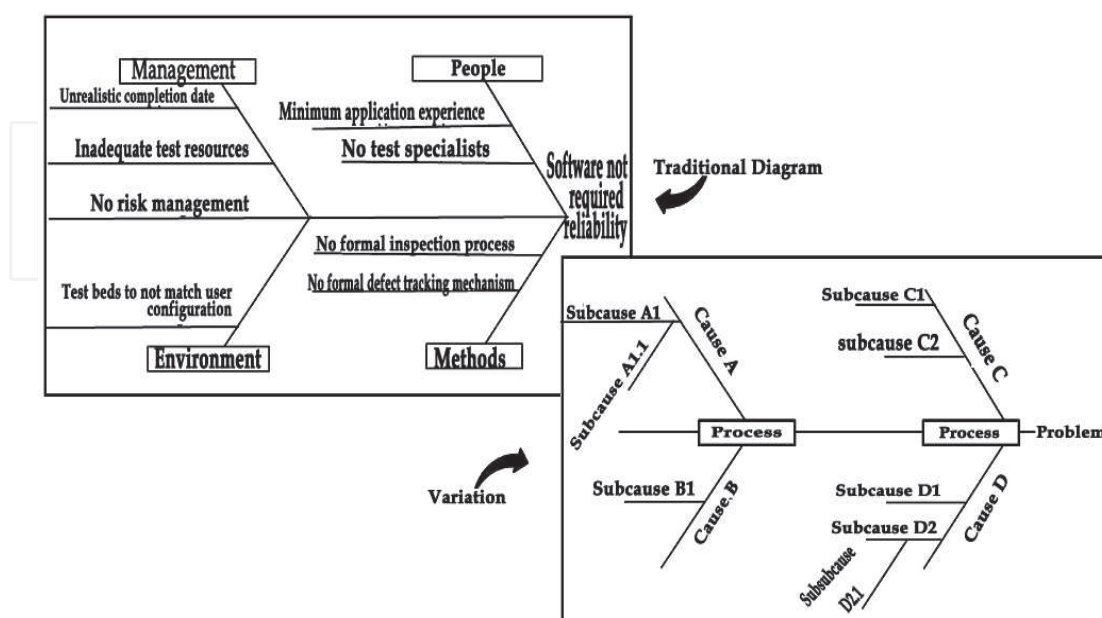 Management
Unrealistic completion date
Inadequate test resources
No risk management
Test beds to not match user
configuration
Environment
People
Minimum application experience
No test specialists
No formal inspection process
No formal defect tracking mechanism
Methods
Software not
required
reliability
Traditional Diagram
Variation
Subcause A1
Subcause A1.1
Cause A
Process
Subcause B1
Cause. B
Subcause C1
subcause C2
Cause C
Process
Problem
Subcause D1
Subcause D2
Subsubcause
D2.1
Cause D